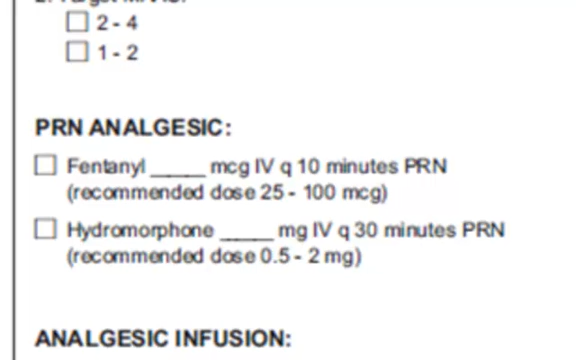 2 - 4
1 - 2
PRN ANALGESIC:
Fentanyl _____ mcg IV q 10 minutes PRN
(recommended dose 25 - 100 mcg)
Hydromorphone _____ mg IV q 30 minutes PRN
(recommended dose 0.5 - 2 mg)
ANALGESIC INFUSION: